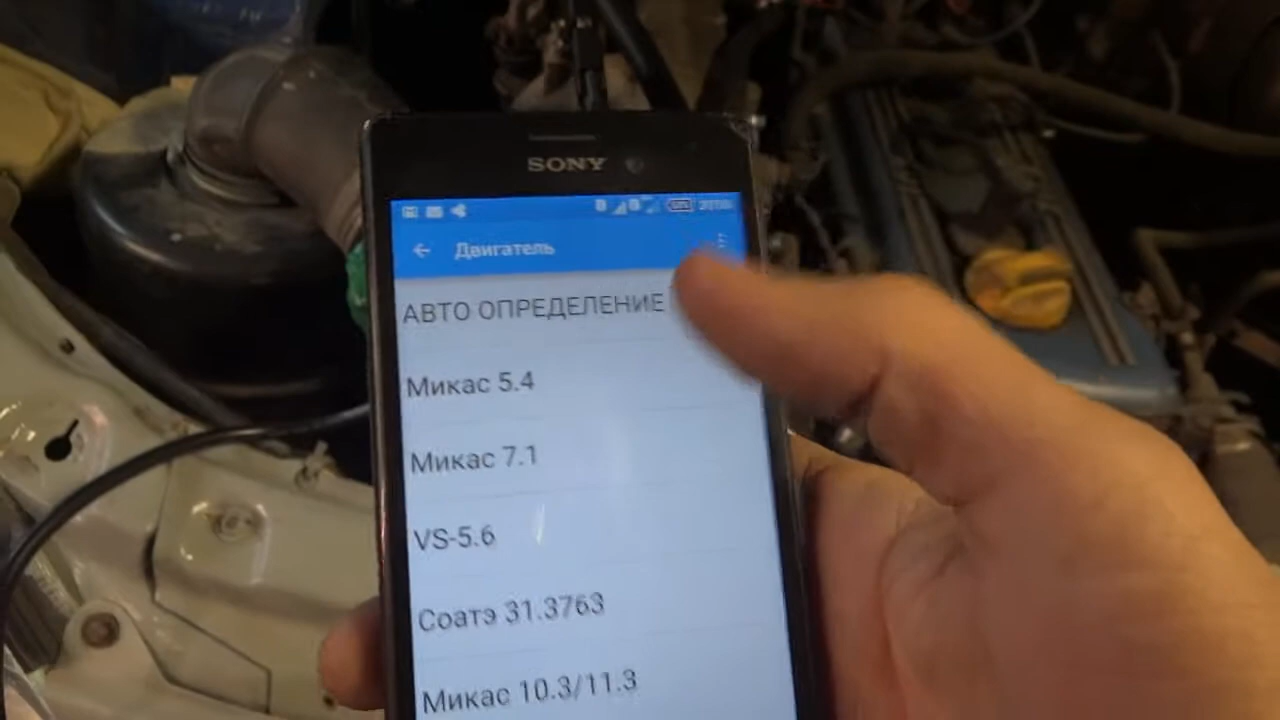 SONY
Двигатель
АВТО ОПРЕДЕЛЕНИЕ
Микас 5.4
Микас 7.1
VS-5.6
Соатэ 31.3763
Микас 10.3/11.3